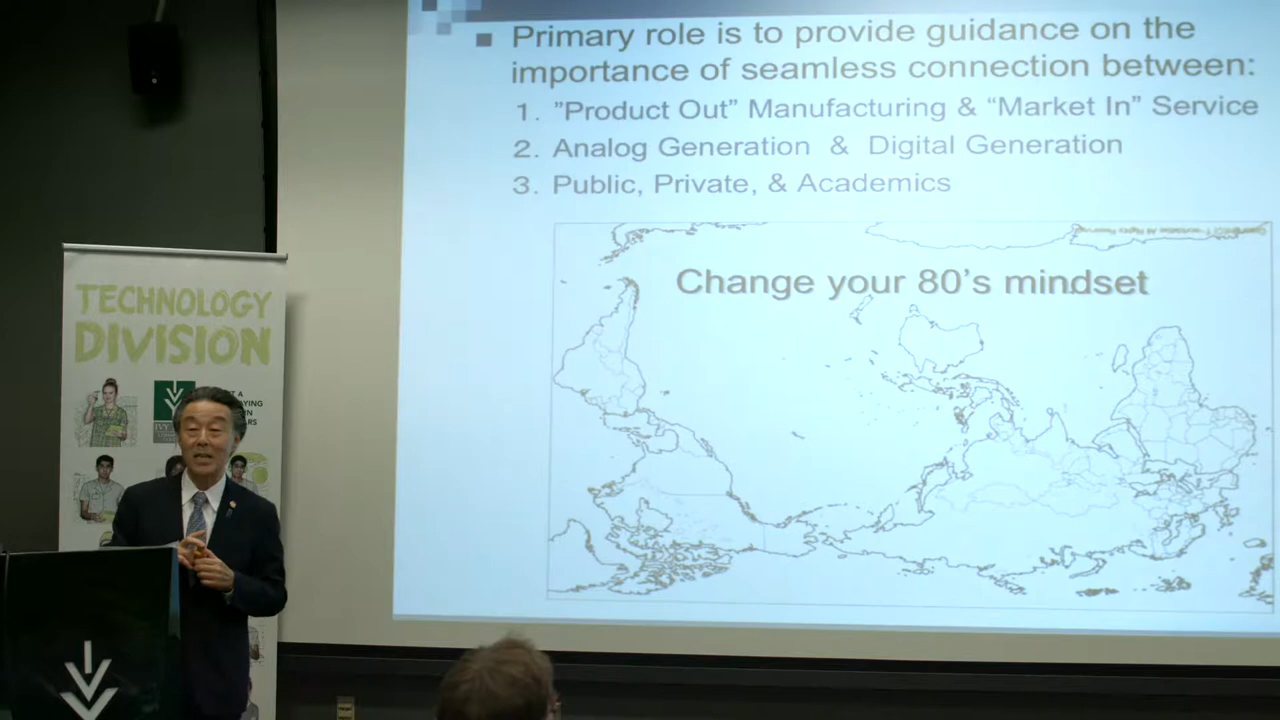 Primary role is to provide guidance on the
importance of seamless connection between:
1. ”Product Out” Manufacturing & “Market In” Service
2. Analog Generation & Digital Generation
3. Public, Private, & Academics
Change your 80’s mindset
TECHNOLOGY
DIVISION